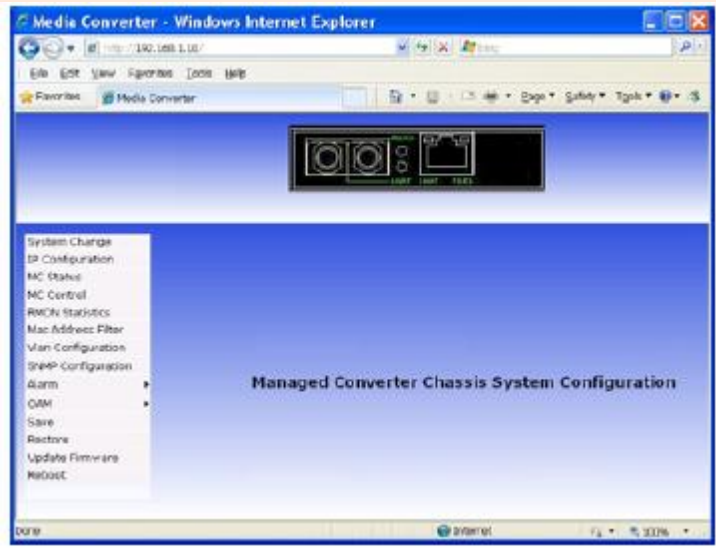 Media Converter - Windows Internet Explorer
http://192.168.1.10/
File Edit View Favorites Tools Help
Favorites Media Converter Page Safety Tools
System Change
IP Configuration
MC Status
MC Control
RMON Statistics
Mac Address Filter
Vlan Configuration
SNMP Configuration
Alarm
OAM
Save
Restore
Update Firmware
Reboot
Managed Converter Chassis System Configuration
Done Internet 100%